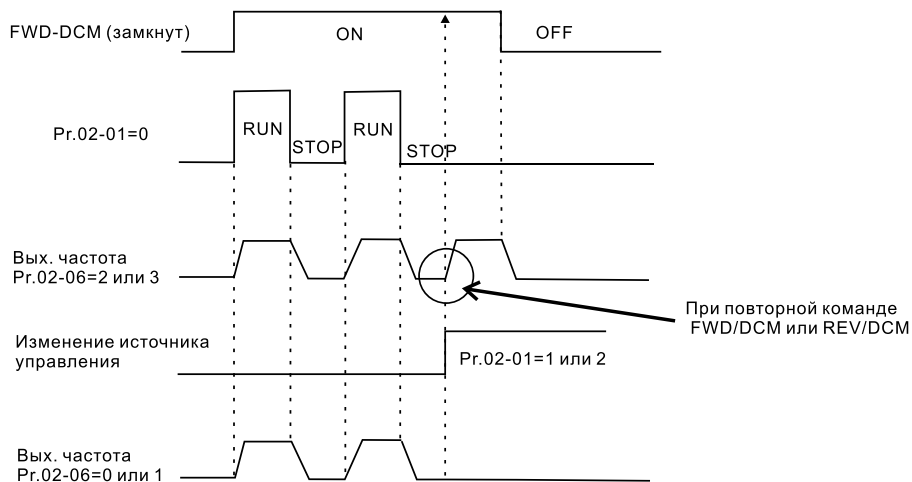 FWD-DCM (замкнут)
ON
OFF
Pr.02-01=0
RUN
STOP
RUN
STOP
Вых. частота
Pr.02-06=2 или 3
При повторной команде
FWD/DCM или REV/DCM
Изменение источника
управления
Pr.02-01=1 или 2
Вых. частота
Pr.02-06=0 или 1